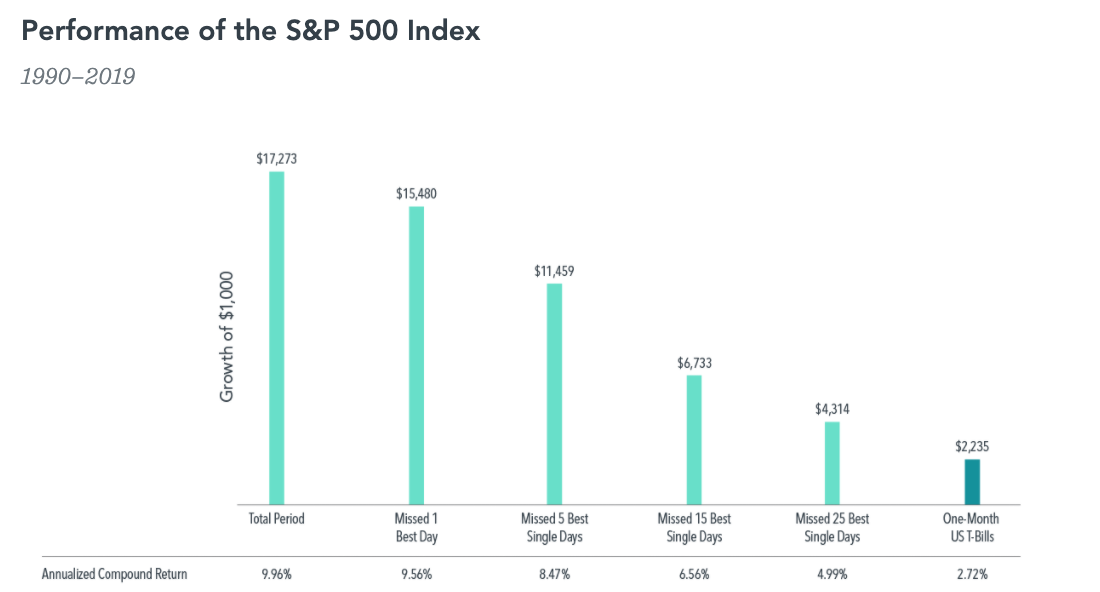 Performance of the S&P 500 Index
1990–2019
$17,273
$15,480
$11,459
$6,733
$4,314
$2,235
Growth of $1,000
Total Period
Missed 1
Best Day
Missed 5 Best
Single Days
Missed 15 Best
Single Days
Missed 25 Best
Single Days
One-Month
US T-Bills
Annualized Compound Return
9.96%
9.56%
8.47%
6.56%
4.99%
2.72%